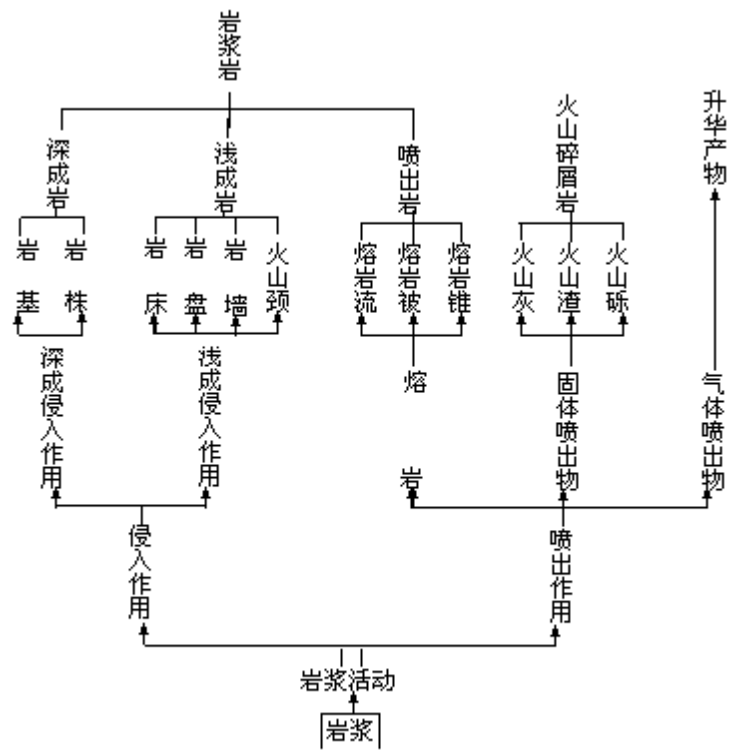 岩浆岩
深成岩
浅成岩
喷出岩
火山碎屑岩
升华产物
岩基
岩株
岩床
岩盘
岩墙
火山颈
熔岩流
熔岩被
熔岩锥
火山灰
火山渣
火山砾
深成侵入作用
浅成侵入作用
熔岩
固体喷出物
气体喷出物
侵入作用
喷出作用
岩浆活动
岩浆